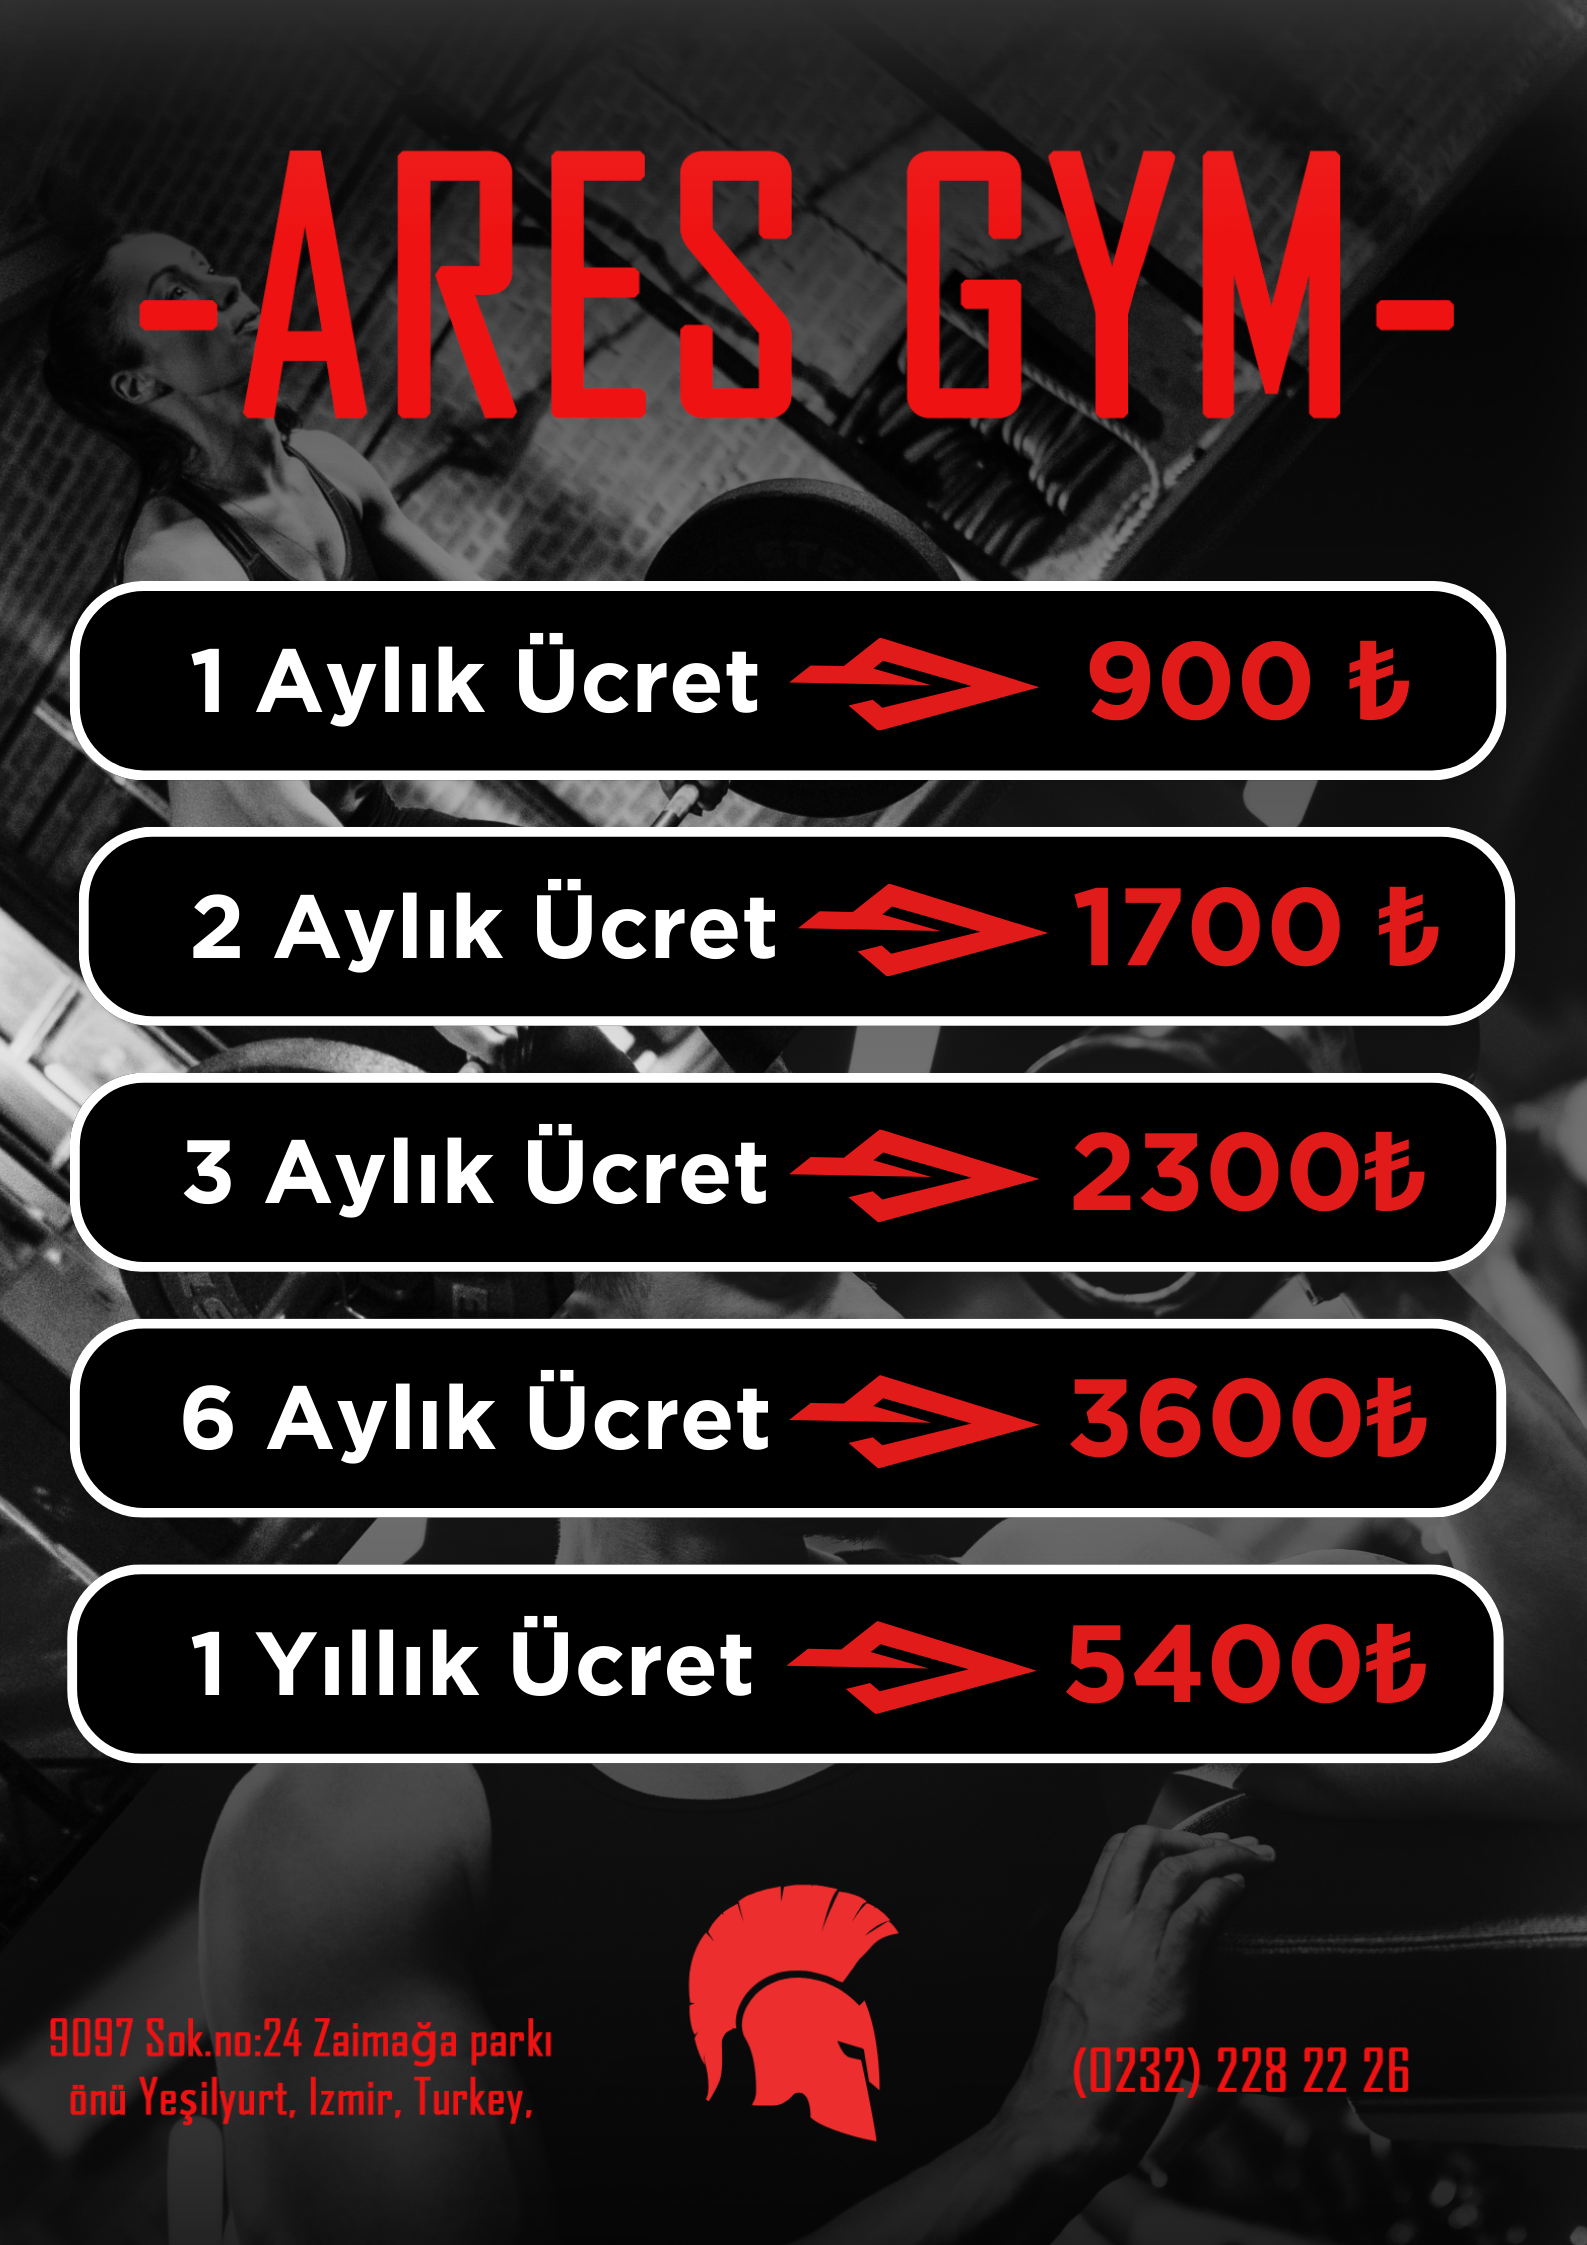 -ARES GYM-
1 Aylık Ücret 900 ₺
2 Aylık Ücret 1700 ₺
3 Aylık Ücret 2300₺
6 Aylık Ücret 3600₺
1 Yıllık Ücret 5400₺
9097 Sok.no:24 Zaimağa parkı
önü Yeşilyurt, Izmir, Turkey,
(0232) 228 22 26